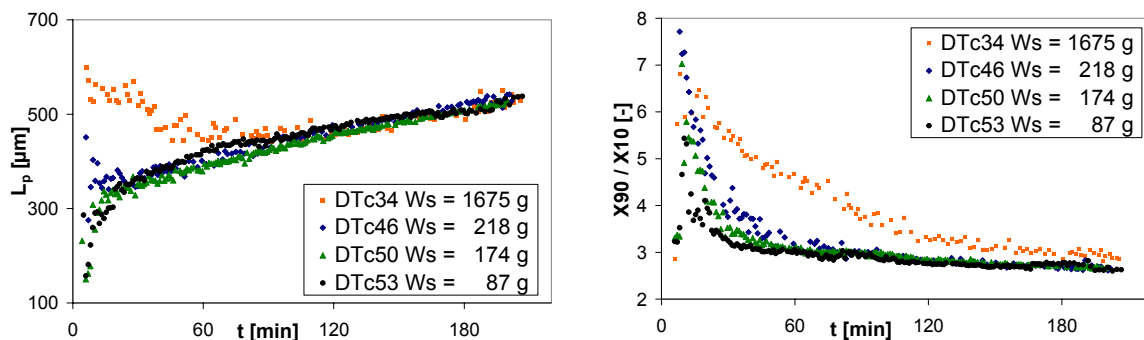 700
500
300
100
Lp [µm]
DTc34 Ws = 1675 g
DTc46 Ws = 218 g
DTc50 Ws = 174 g
DTc53 Ws = 87 g
0 60 120 180
t [min]
8
7
6
5
4
3
2
X90 / X10 [-]
DTc34 Ws = 1675 g
DTc46 Ws = 218 g
DTc50 Ws = 174 g
DTc53 Ws = 87 g
0 60 120 180
t [min]